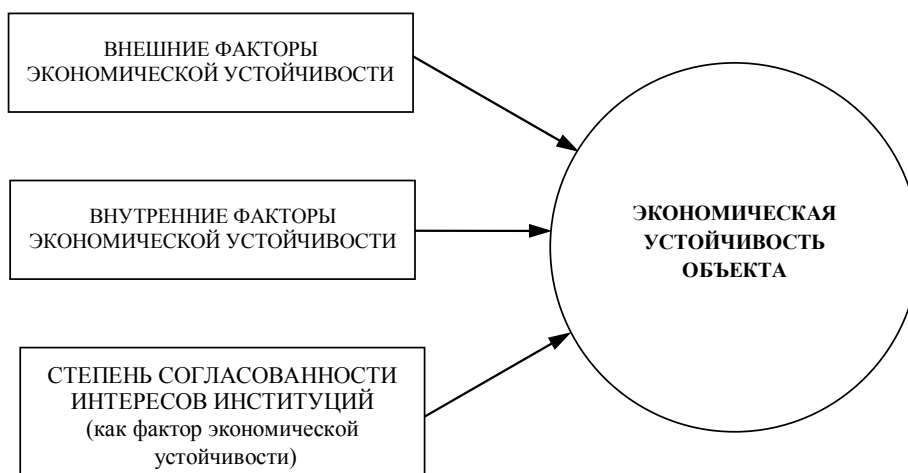 ВНЕШНИЕ ФАКТОРЫ
ЭКОНОМИЧЕСКОЙ УСТОЙЧИВОСТИ
ВНУТРЕННИЕ ФАКТОРЫ
ЭКОНОМИЧЕСКОЙ УСТОЙЧИВОСТИ
СТЕПЕНЬ СОГЛАСОВАННОСТИ
ИНТЕРЕСОВ ИНСТИТУЦИЙ
(как фактор экономической
устойчивости)
ЭКОНОМИЧЕСКАЯ
УСТОЙЧИВОСТЬ
ОБЪЕКТА